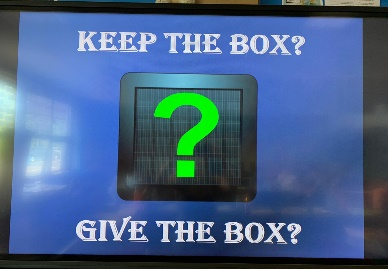 KEEP THE BOX?
?
GIVE THE BOX?